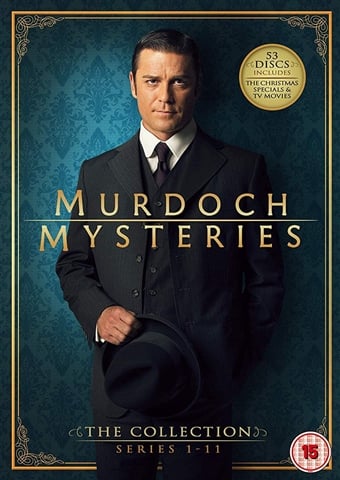 53
DISCS
INCLUDES
THE CHRISTMAS
SPECIALS &
TV MOVIES
MURDOCH
MYSTERIES
THE COLLECTION
SERIES 1-11
15